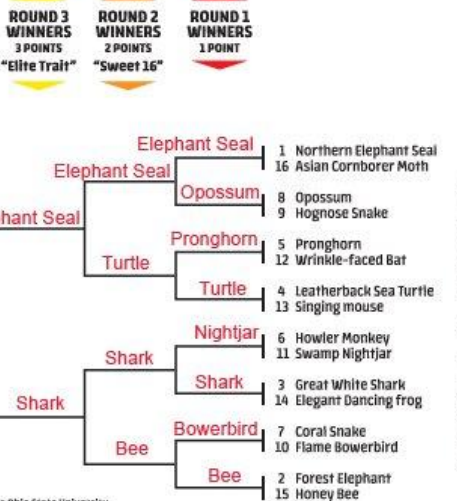 ROUND 3
WINNERS
3 POINTS
"Elite Trait"
ROUND 2
WINNERS
2 POINTS
"Sweet 16"
ROUND 1
WINNERS
1 POINT
Elephant Seal
1 Northern Elephant Seal
16 Asian Cornborer Moth
Elephant Seal
Opossum
8 Opossum
9 Hognose Snake
hant Seal
Pronghorn
5 Pronghorn
12 Wrinkle-faced Bat
Turtle
Turtle
4 Leatherback Sea Turtle
13 Singing mouse
Nightjar
6 Howler Monkey
11 Swamp Nightjar
Shark
Shark
3 Great White Shark
14 Elegant Dancing frog
Shark
Bowerbird
7 Coral Snake
10 Flame Bowerbird
Bee
Bee
2 Forest Elephant
15 Honey Bee